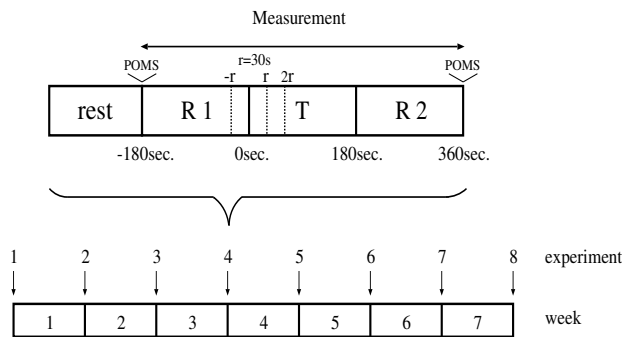 Measurement
r=30s
POMS -r r 2r POMS
rest R 1 T R 2
-180sec. 0sec. 180sec. 360sec.
1 2 3 4 5 6 7 8 experiment
1 2 3 4 5 6 7 week